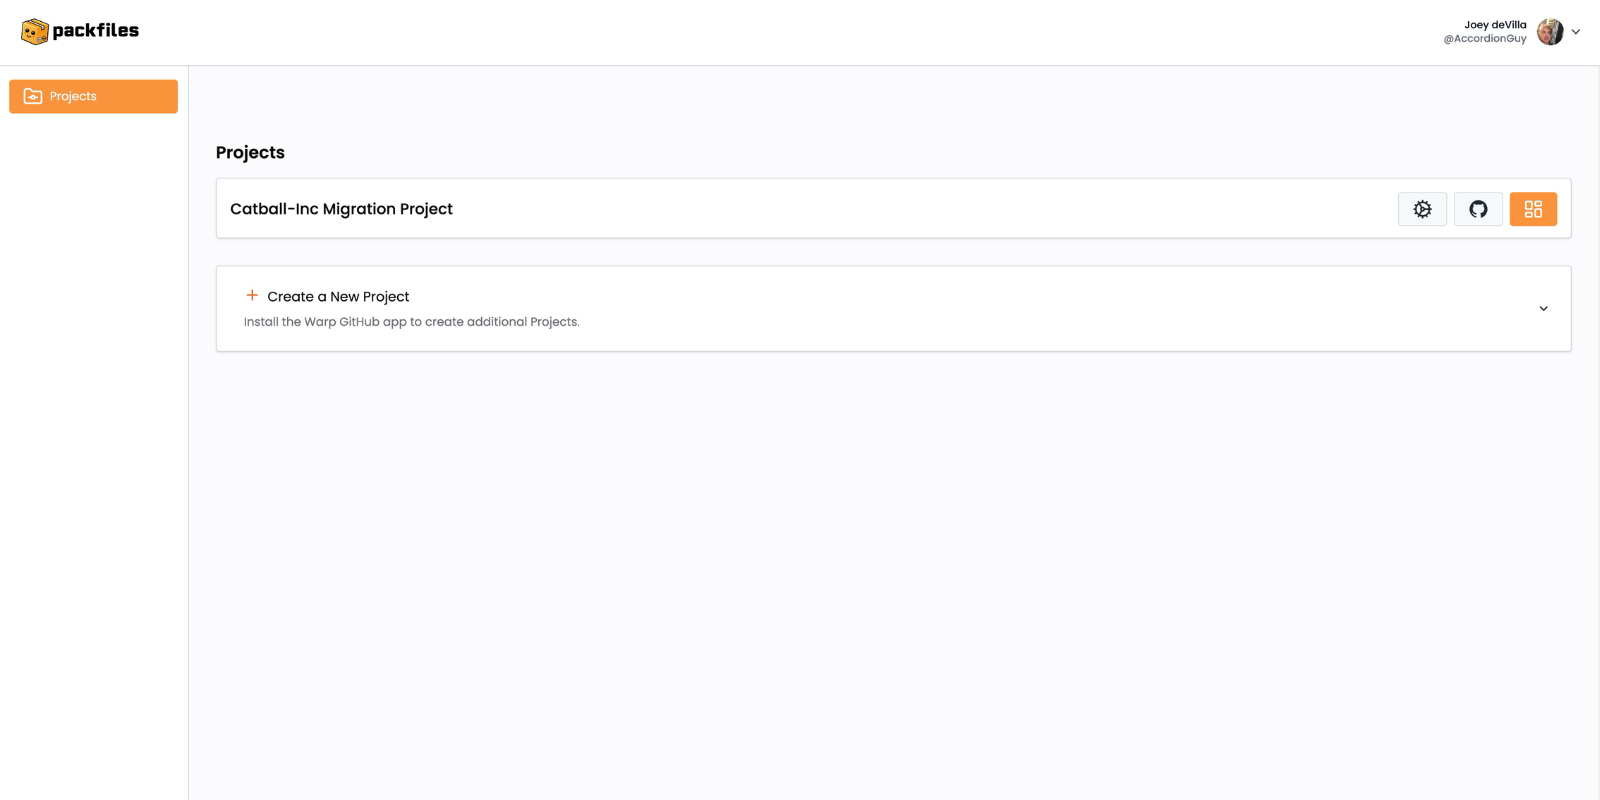 packfiles
Joey deVilla
@AccordionGuy
Projects
Projects
Catball-Inc Migration Project
Create a New Project
Install the Warp GitHub app to create additional Projects.